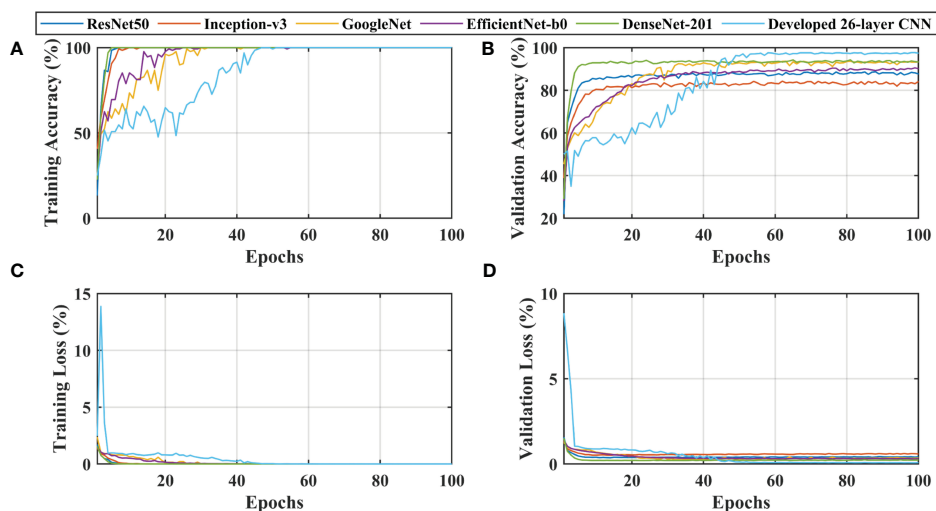 ResNet50 Inception-v3 GoogleNet EfficientNet-b0 DenseNet-201 Developed 26-layer CNN
A
Training Accuracy (%)
100
50
0
20 40 60 80 100
Epochs
B
Validation Accuracy (%)
100
80
60
40
20
20 40 60 80 100
Epochs
C
Training Loss (%)
15
10
5
0
20 40 60 80 100
Epochs
D
Validation Loss (%)
10
5
0
20 40 60 80 100
Epochs